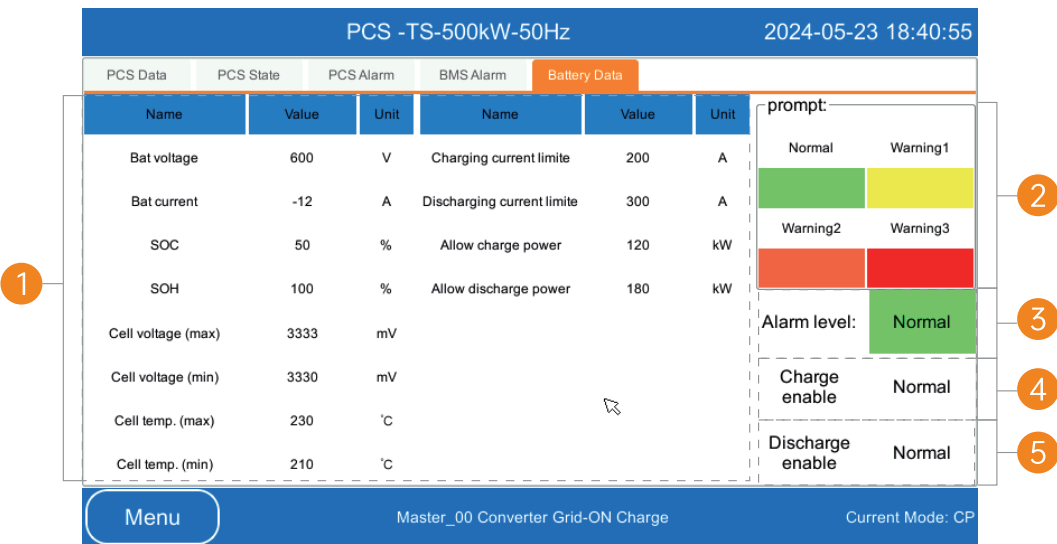 PCS -TS-500kW-50Hz 2024-05-23 18:40:55
PCS Data PCS State PCS Alarm BMS Alarm Battery Data
Name Value Unit Name Value Unit
Bat voltage 600 V Charging current limite 200 A
Bat current -12 A Discharging current limite 300 A
SOC 50 % Allow charge power 120 kW
SOH 100 % Allow discharge power 180 kW
Cell voltage (max) 3333 mV
Cell voltage (min) 3330 mV
Cell temp. (max) 230 °C
Cell temp. (min) 210 °C
prompt:
Normal Warning1
Warning2 Warning3
Alarm level: Normal
Charge
enable Normal
Discharge
enable Normal
1
2
3
4
5
Menu Master_00 Converter Grid-ON Charge Current Mode: CP